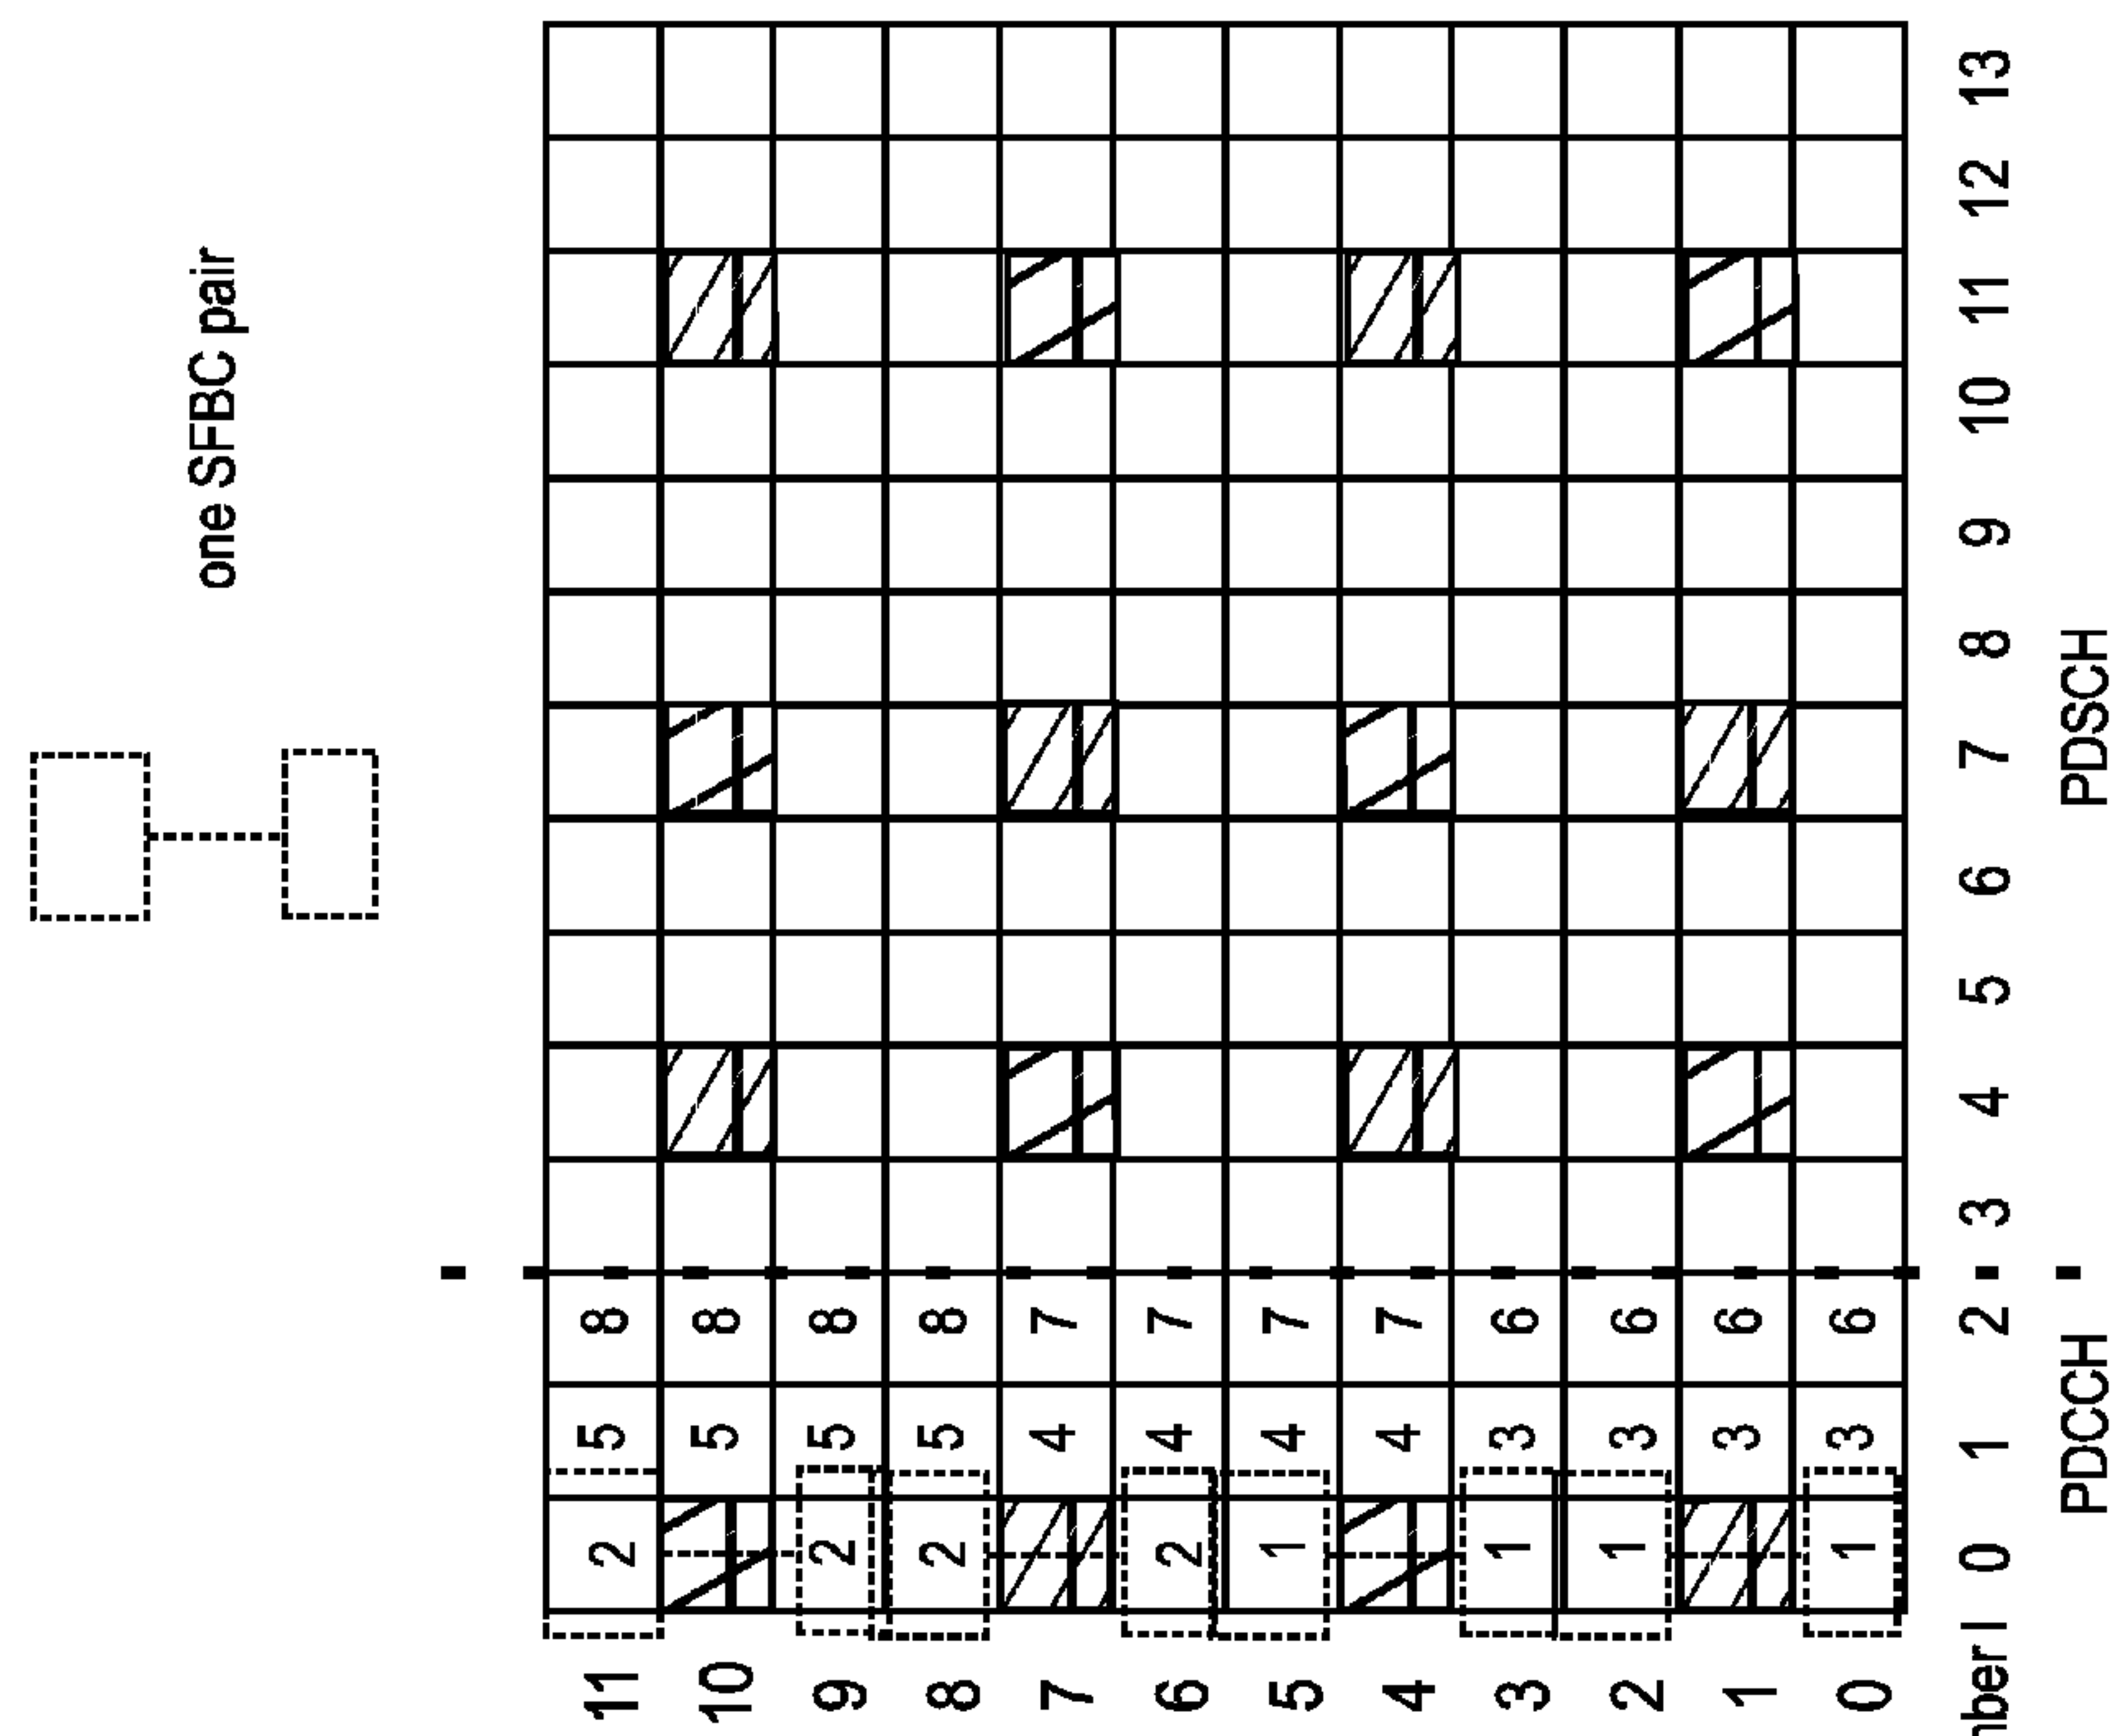 one SFBC pair
11 2 5 8
10 5 8
9 2 5 8
8 2 5 8
7 4 7
6 2 4 7
5 1 4 7
4 4 7
3 1 3 6
2 1 3 6
1 3 6
0 1 3 6
l 0 1 2 3 4 5 6 7 8 9 10 11 12 13
PDCCH PDSCH